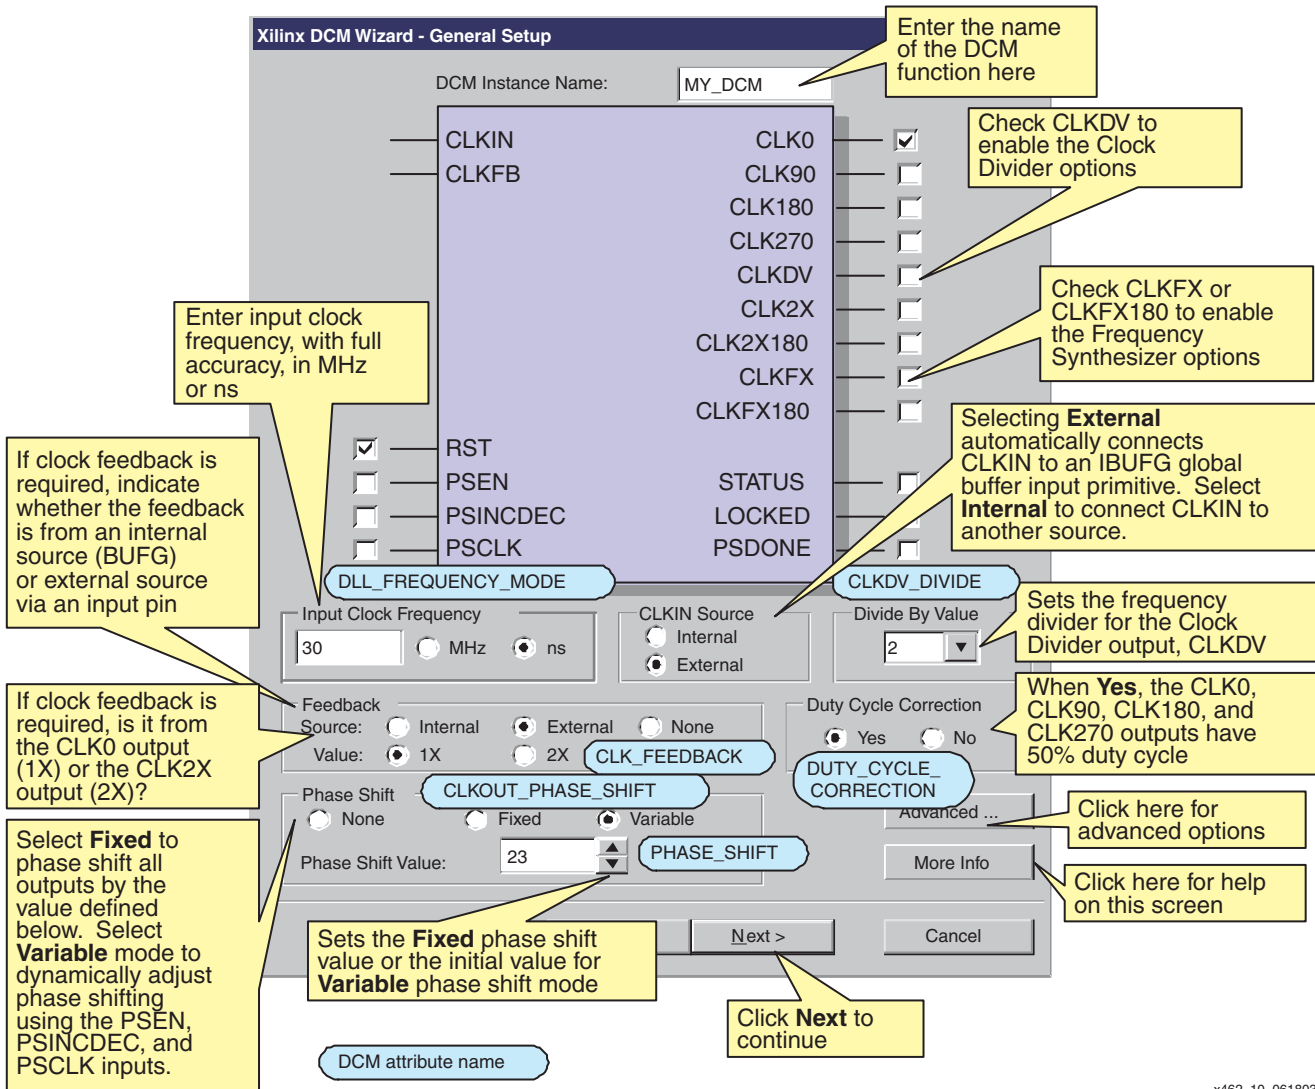 Xilinx DCM Wizard - General Setup
Enter the name
of the DCM
function here
DCM Instance Name:
MY_DCM
CLKIN
CLKFB
CLK0
CLK90
CLK180
CLK270
CLKDV
CLK2X
CLK2X180
CLKFX
CLKFX180
Check CLKDV to
enable the Clock
Divider options
Check CLKFX or
CLKFX180 to enable
the Frequency
Synthesizer options
Enter input clock
frequency, with full
accuracy, in MHz
or ns
Selecting External
automatically connects
CLKIN to an IBUFG global
buffer input primitive. Select
Internal to connect CLKIN to
another source.
RST
PSEN
PSINCDEC
PSCLK
STATUS
LOCKED
PSDONE
If clock feedback is
required, indicate
whether the feedback
is from an internal
source (BUFG)
or external source
via an input pin
DLL_FREQUENCY_MODE
CLKDV_DIVIDE
Input Clock Frequency
30
MHz
ns
CLKIN Source
Internal
External
Divide By Value
2
Sets the frequency
divider for the Clock
Divider output, CLKDV
If clock feedback is
required, is it from
the CLK0 output
(1X) or the CLK2X
output (2X)?
Feedback
Source:
Internal
External
None
Value:
1X
2X
CLK_FEEDBACK
Duty Cycle Correction
Yes
No
DUTY_CYCLE_
CORRECTION
When Yes, the CLK0,
CLK90, CLK180, and
CLK270 outputs have
50% duty cycle
Phase Shift
CLKOUT_PHASE_SHIFT
None
Fixed
Variable
Phase Shift Value:
23
PHASE_SHIFT
Advanced ...
More Info
Click here for
advanced options
Click here for help
on this screen
Select Fixed to
phase shift all
outputs by the
value defined
below. Select
Variable mode to
dynamically adjust
phase shifting
using the PSEN,
PSINCDEC, and
PSCLK inputs.
Sets the Fixed phase shift
value or the initial value for
Variable phase shift mode
Next >
Cancel
Click Next to
continue
DCM attribute name